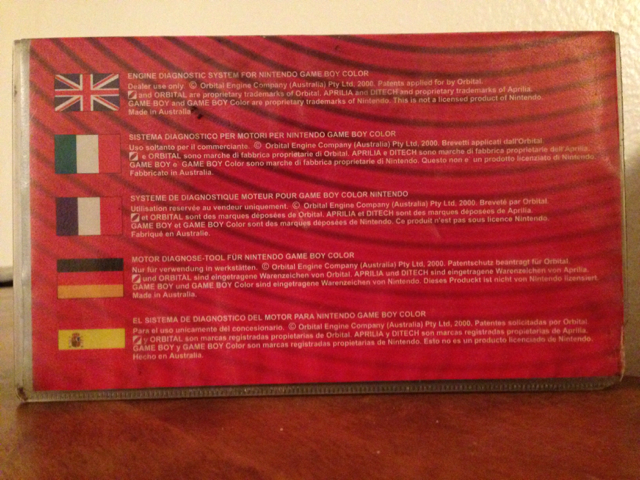 ENGINE DIAGNOSTIC SYSTEM FOR NINTENDO GAME BOY COLOR
Dealer use only. © Orbital Engine Company (Australia) Pty Ltd. 2000. Patents applied for by Orbital.
and ORBITAL are proprietary trademarks of Orbital. APRILIA and DITECH and proprietary trademarks of Aprilia.
GAME BOY and GAME BOY Color are proprietary trademarks of Nintendo. This is not a licensed product of Nintendo.
Made in Australia
SISTEMA DIAGNOSTICO PER MOTORI PER NINTENDO GAME BOY COLOR
Uso soltanto per il commerciante. © Orbital Engine Company (Australia) Pty Ltd, 2000. Brevetti applicati dall'Orbital.
e ORBITAL sono marche di fabbrica proprietarie di Orbital. APRILIA e DITECH sono marche di fabbrica proprietarie dell'Aprilia.
GAME BOY e GAME BOY Color sono marche di fabbrica proprietarie di Nintendo. Questo non e un prodotto licenziato di Nintendo.
Fabbricato in Australia.
SYSTEME DE DIAGNOSTIQUE MOTEUR POUR GAME BOY COLOR NINTENDO
Utilisation reservée au vendeur uniquement. © Orbital Engine Company (Australia) Pty Ltd, 2000. Breveté par Orbital.
et ORBITAL sont des marques déposées de Orbital. APRILIA et DITECH sont des marques déposées de Aprilia.
GAME BOY et GAME BOY Color sont des marques déposées de Nintendo. Ce produit n'est pas sous licence Nintendo.
Fabriqué en Australie.
MOTOR DIAGNOSE-TOOL FÜR NINTENDO GAME BOY COLOR
Nur für verwendung in werkstätten. © Orbital Engine Company (Australia) Pty Ltd, 2000. Patentschutz beantragt für Orbital.
und ORBITAL sind eingetragene Warenzeichen von Orbital. APRILIA und DITECH sind eingetragene Warenzeichen von Aprilia.
GAME BOY und GAME BOY Color sind eingetragene Warenzeichen von Nintendo. Dieses Produckt ist nicht von Nintendo licensiert.
Made in Australia.
EL SISTEMA DE DIAGNOSTICO DEL MOTOR PARA NINTENDO GAME BOY COLOR
Para el uso unicamente del concesionario. © Orbital Engine Company (Australia) Pty Ltd, 2000. Patentes solicitadas por Orbital
y ORBITAL son marcas registradas propietarias de Orbital. APRILIA y DITECH son marcas registradas propietarias de Aprilia.
GAME BOY y GAME BOY Color son marcas registradas propietarias de Nintendo. Esto no es un producto licenciado de Nintendo.
Hecho en Australia.